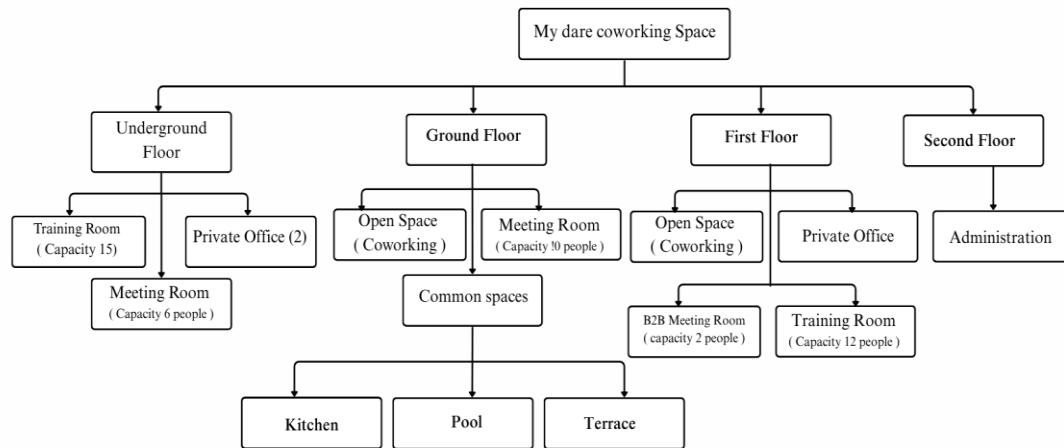 My dare coworking Space
Underground
Floor
Ground Floor
First Floor
Second Floor
Training Room
( Capacity 15)
Private Office (2)
Open Space
( Coworking )
Meeting Room
(Capacity !0 people )
Open Space
( Coworking )
Private Office
Administration
Meeting Room
( Capacity 6 people )
Common spaces
B2B Meeting Room
( capacity 2 people )
Training Room
( Capacity 12 people )
Kitchen
Pool
Terrace